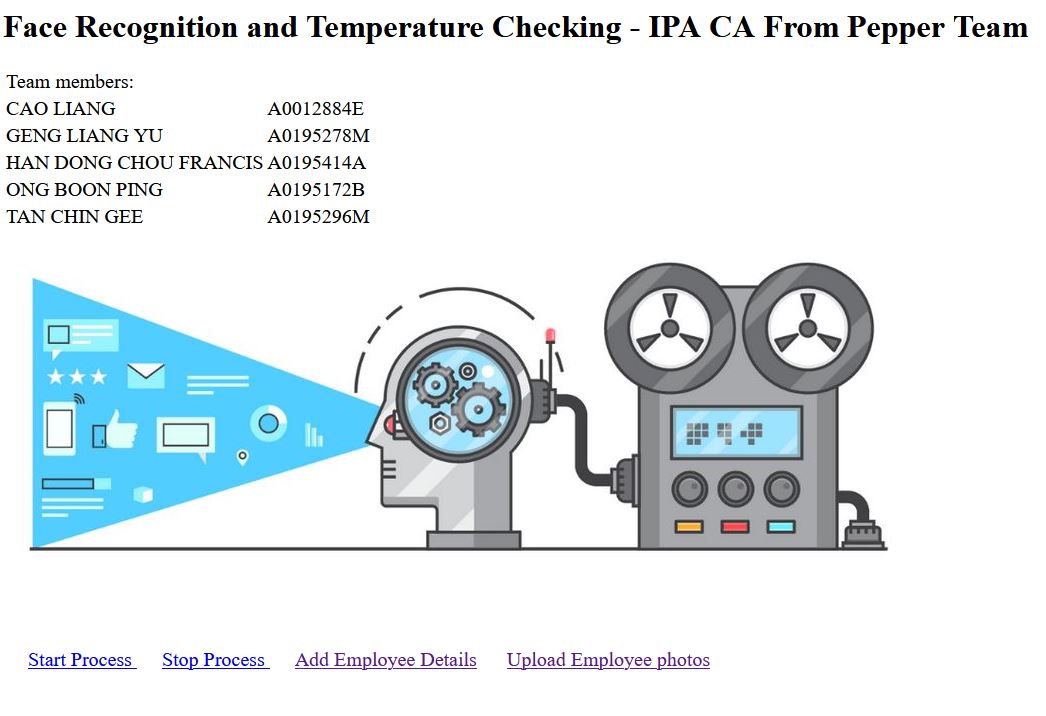 Face Recognition and Temperature Checking - IPA CA From Pepper Team
Team members:
CAO LIANG A0012884E
GENG LIANG YU A0195278M
HAN DONG CHOU FRANCIS A0195414A
ONG BOON PING A0195172B
TAN CHIN GEE A0195296M
Start Process Stop Process Add Employee Details Upload Employee photos